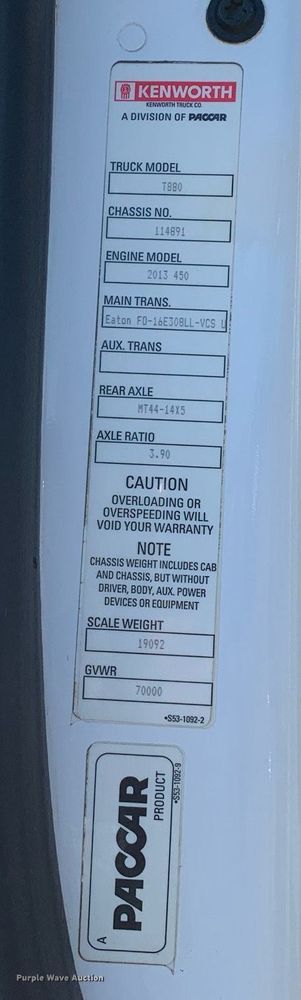 KENWORTH
KENWORTH TRUCK CO.
A DIVISION OF PACCAR
TRUCK MODEL
T880
CHASSIS NO.
114891
ENGINE MODEL
2013 450
MAIN TRANS.
Eaton FO-16E308LL-VCS
AUX. TRANS
REAR AXLE
MT44-14X5
AXLE RATIO
3.90
CAUTION
OVERLOADING OR
OVERSPEEDING WILL
VOID YOUR WARRANTY
NOTE
CHASSIS WEIGHT INCLUDES CAB
AND CHASSIS, BUT WITHOUT
DRIVER, BODY, AUX. POWER
DEVICES OR EQUIPMENT
SCALE WEIGHT
19092
GVWR
70000
•S53-1092-2
A
PACCAR
PRODUCT
•S53-1092-9
Purple Wave Auction